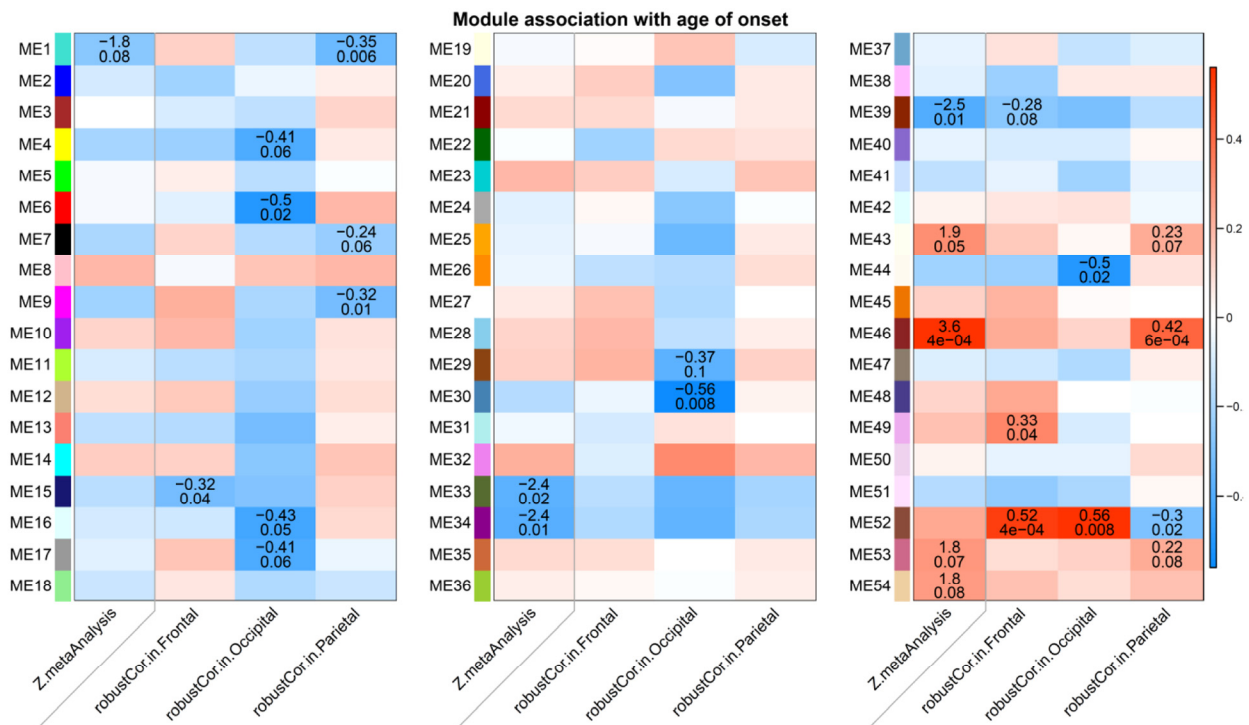 Module association with age of onset
ME1
−1.8
0.08
−0.35
0.006
ME2
ME3
ME4
−0.41
0.06
ME5
ME6
−0.5
0.02
ME7
−0.24
0.06
ME8
ME9
−0.32
0.01
ME10
ME11
ME12
ME13
ME14
ME15
−0.32
0.04
ME16
−0.43
0.05
ME17
−0.41
0.06
ME18
Z.metaAnalysis
robustCor.in.Frontal
robustCor.in.Occipital
robustCor.in.Parietal
ME19
ME20
ME21
ME22
ME23
ME24
ME25
ME26
ME27
ME28
ME29
−0.37
0.1
ME30
−0.56
0.008
ME31
ME32
ME33
−2.4
0.02
ME34
−2.4
0.01
ME35
ME36
Z.metaAnalysis
robustCor.in.Frontal
robustCor.in.Occipital
robustCor.in.Parietal
ME37
ME38
ME39
−2.5
0.01
−0.28
0.08
ME40
ME41
ME42
ME43
1.9
0.05
0.23
0.07
ME44
−0.5
0.02
ME45
ME46
3.6
4e−04
0.42
6e−04
ME47
ME48
ME49
0.33
0.04
ME50
ME51
ME52
0.52
4e−04
0.56
0.008
−0.3
0.02
ME53
1.8
0.07
0.22
0.08
ME54
1.8
0.08
Z.metaAnalysis
robustCor.in.Frontal
robustCor.in.Occipital
robustCor.in.Parietal
0.4
0.2
0
−0.
−0.